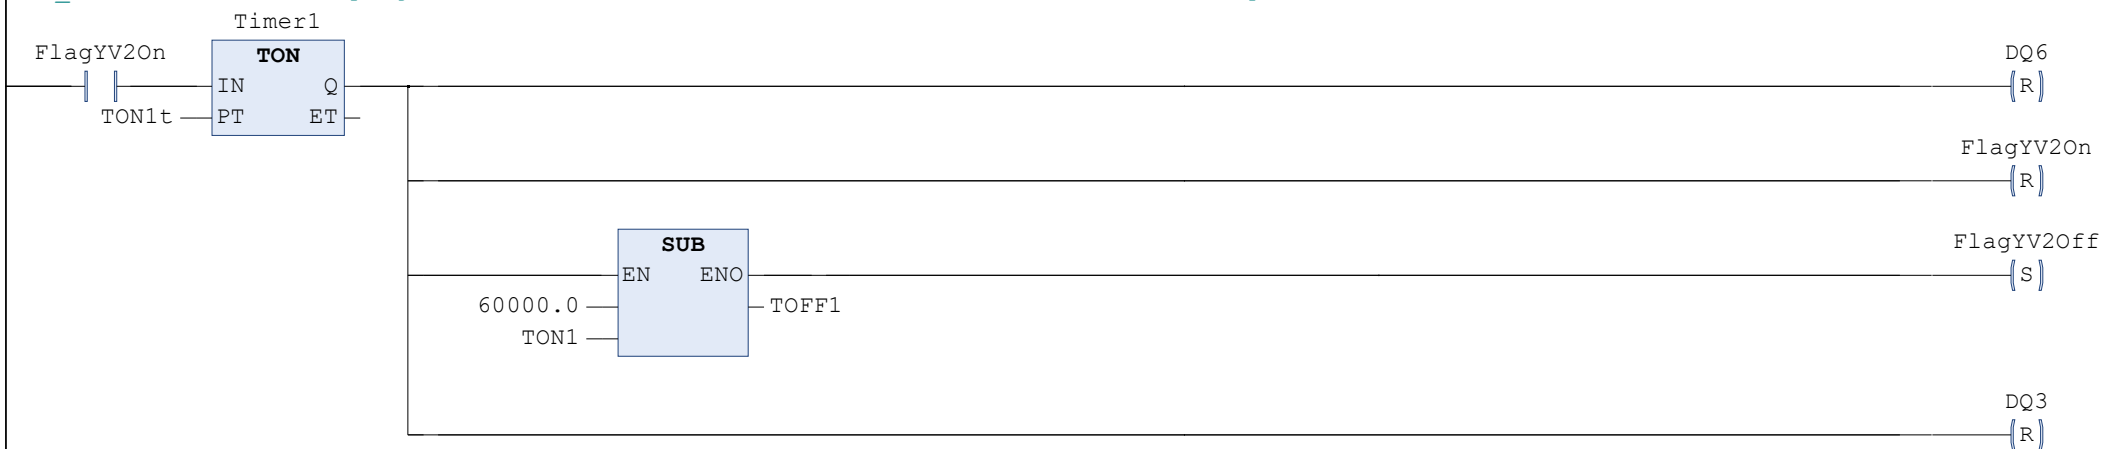 Timer1
FlagYV2On
TON
DQ6
IN Q
R
TON1t
PT ET
FlagYV2On
R
SUB
FlagYV2Off
EN ENO
S
60000.0
TOFF1
TON1
DQ3
R